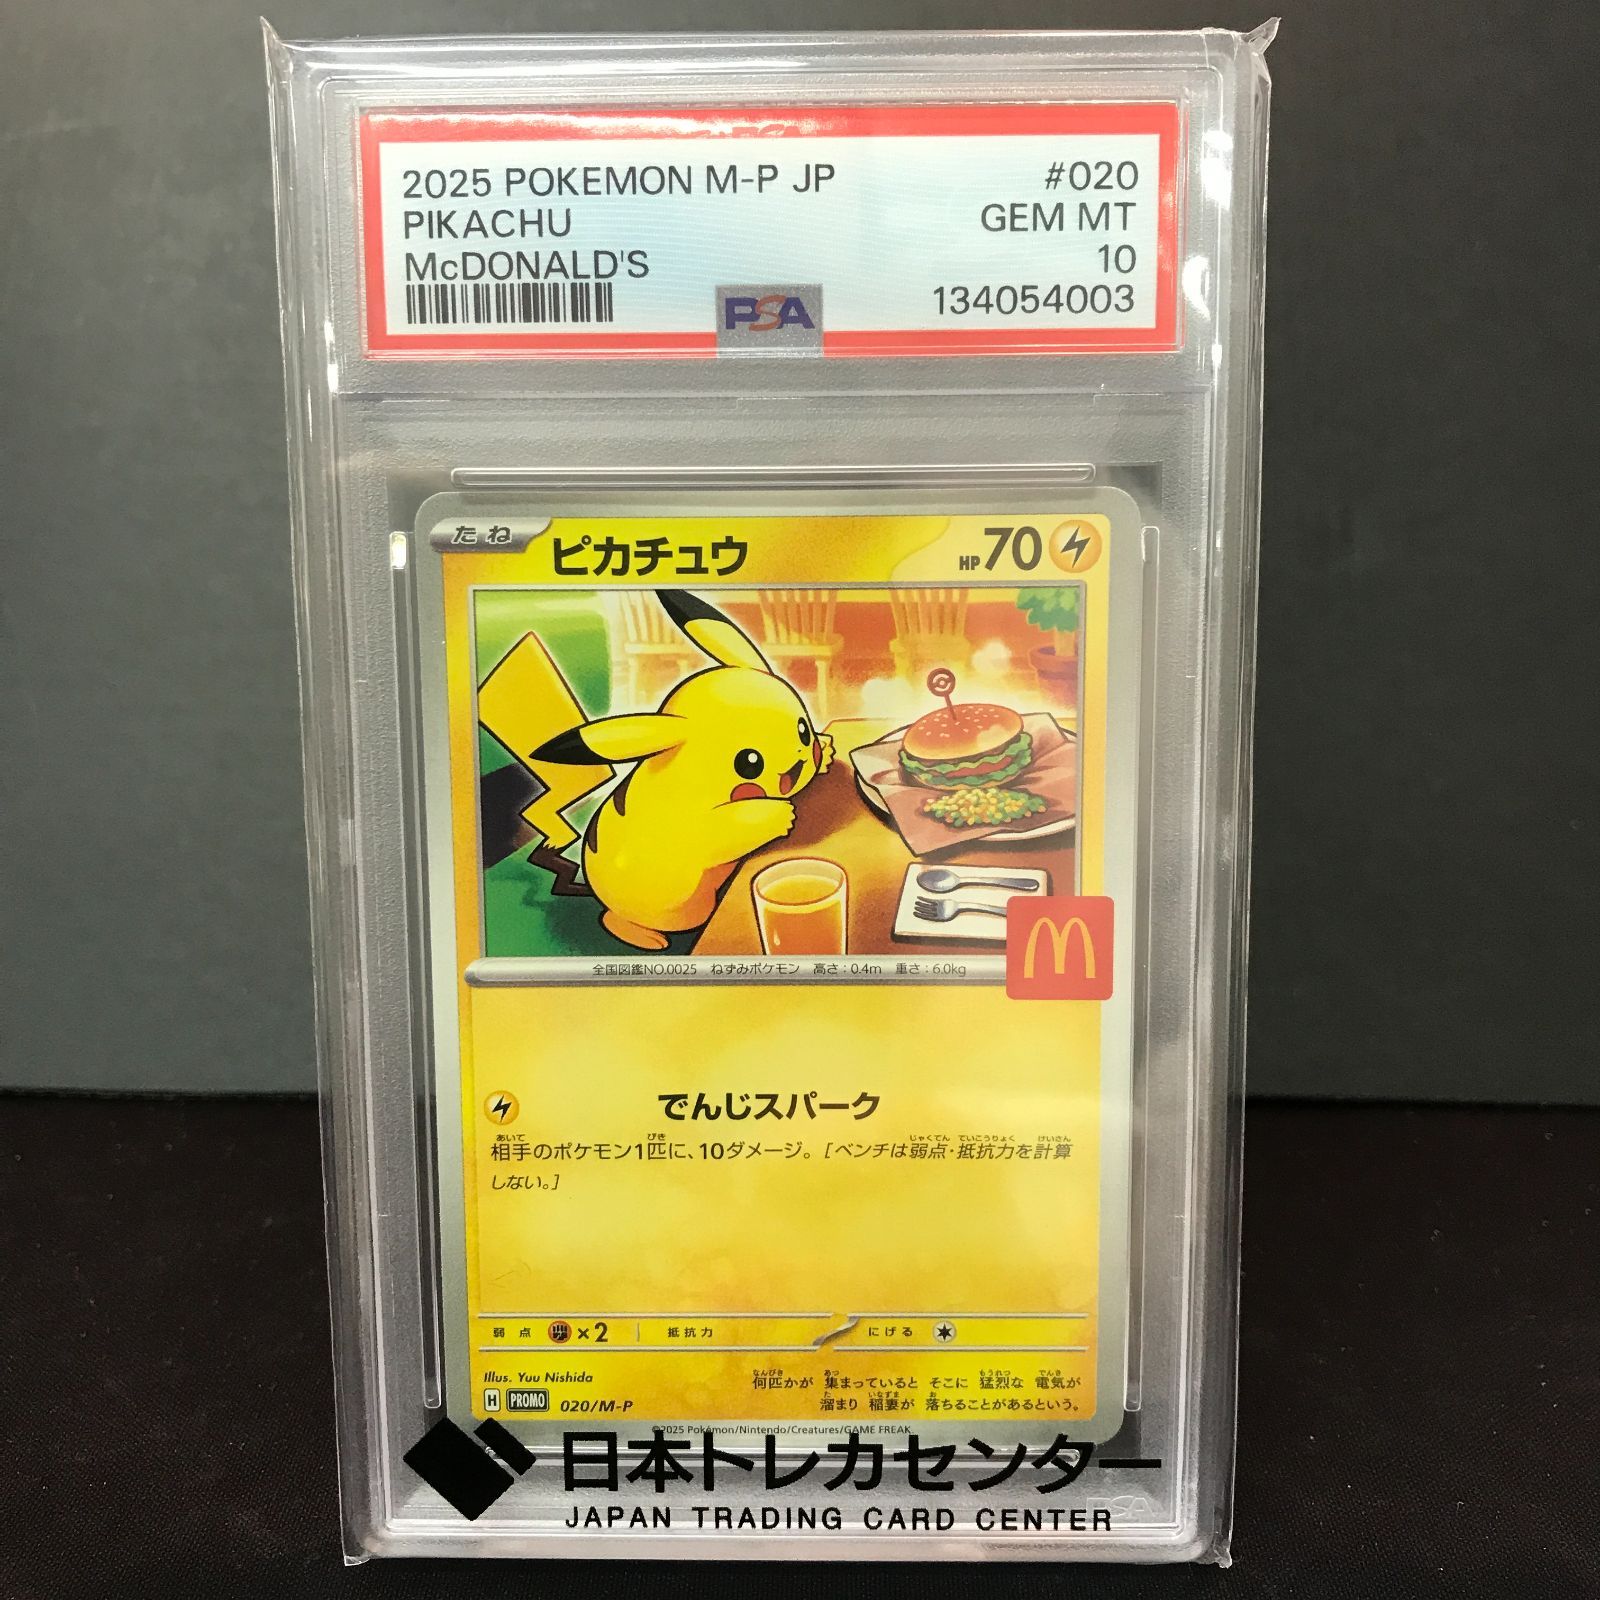 2025 POKEMON M-P JP #020
PIKACHU GEM MT
McDONALD'S 10
134054003
PSA
たね ピカチュウ HP70
全国図鑑NO.0025 ねずみポケモン 高さ:0.4m 重さ:6.0kg
でんじスパーク
相手のポケモン1匹に、10ダメージ。[ベンチは弱点・抵抗力を計算
しない。]
弱点 ×2 抵抗力 にげる
Illus. Yuu Nishida
何匹かが 集まっていると そこに 猛烈な 電気が
溜まり 稲妻が 落ちることがあるという。
H PROMO 020/M-P
©2025 Pokémon/Nintendo/Creatures/GAME FREAK.
日本トレカセンター
JAPAN TRADING CARD CENTER
PSA